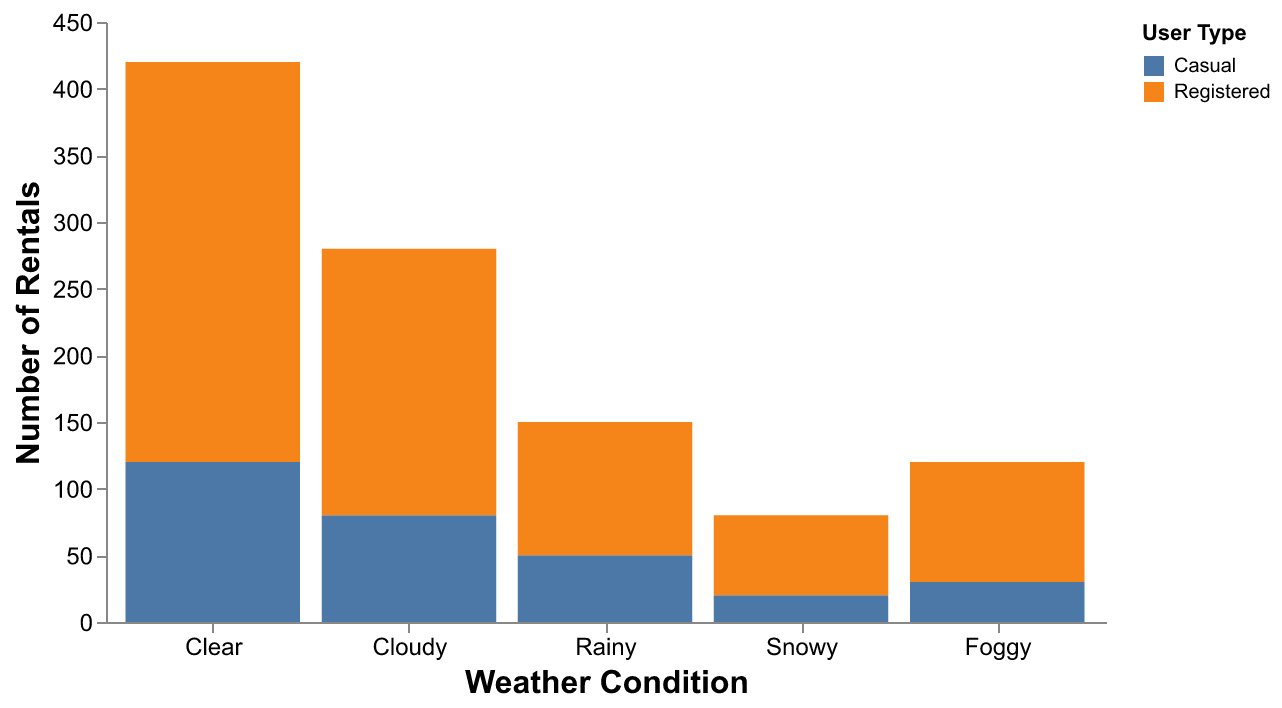 450
400
350
300
250
200
150
100
50
0
Number of Rentals
Clear
Cloudy
Rainy
Snowy
Foggy
Weather Condition
User Type
Casual
Registered